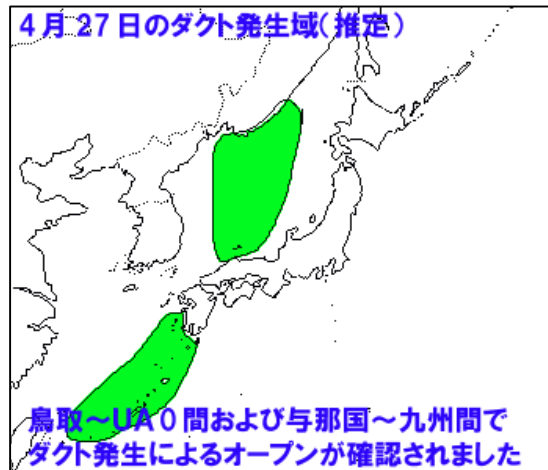 4月27日のダクト発生域(推定)
鳥取～UA0間および与那国～九州間で
ダクト発生によるオープンが確認されました